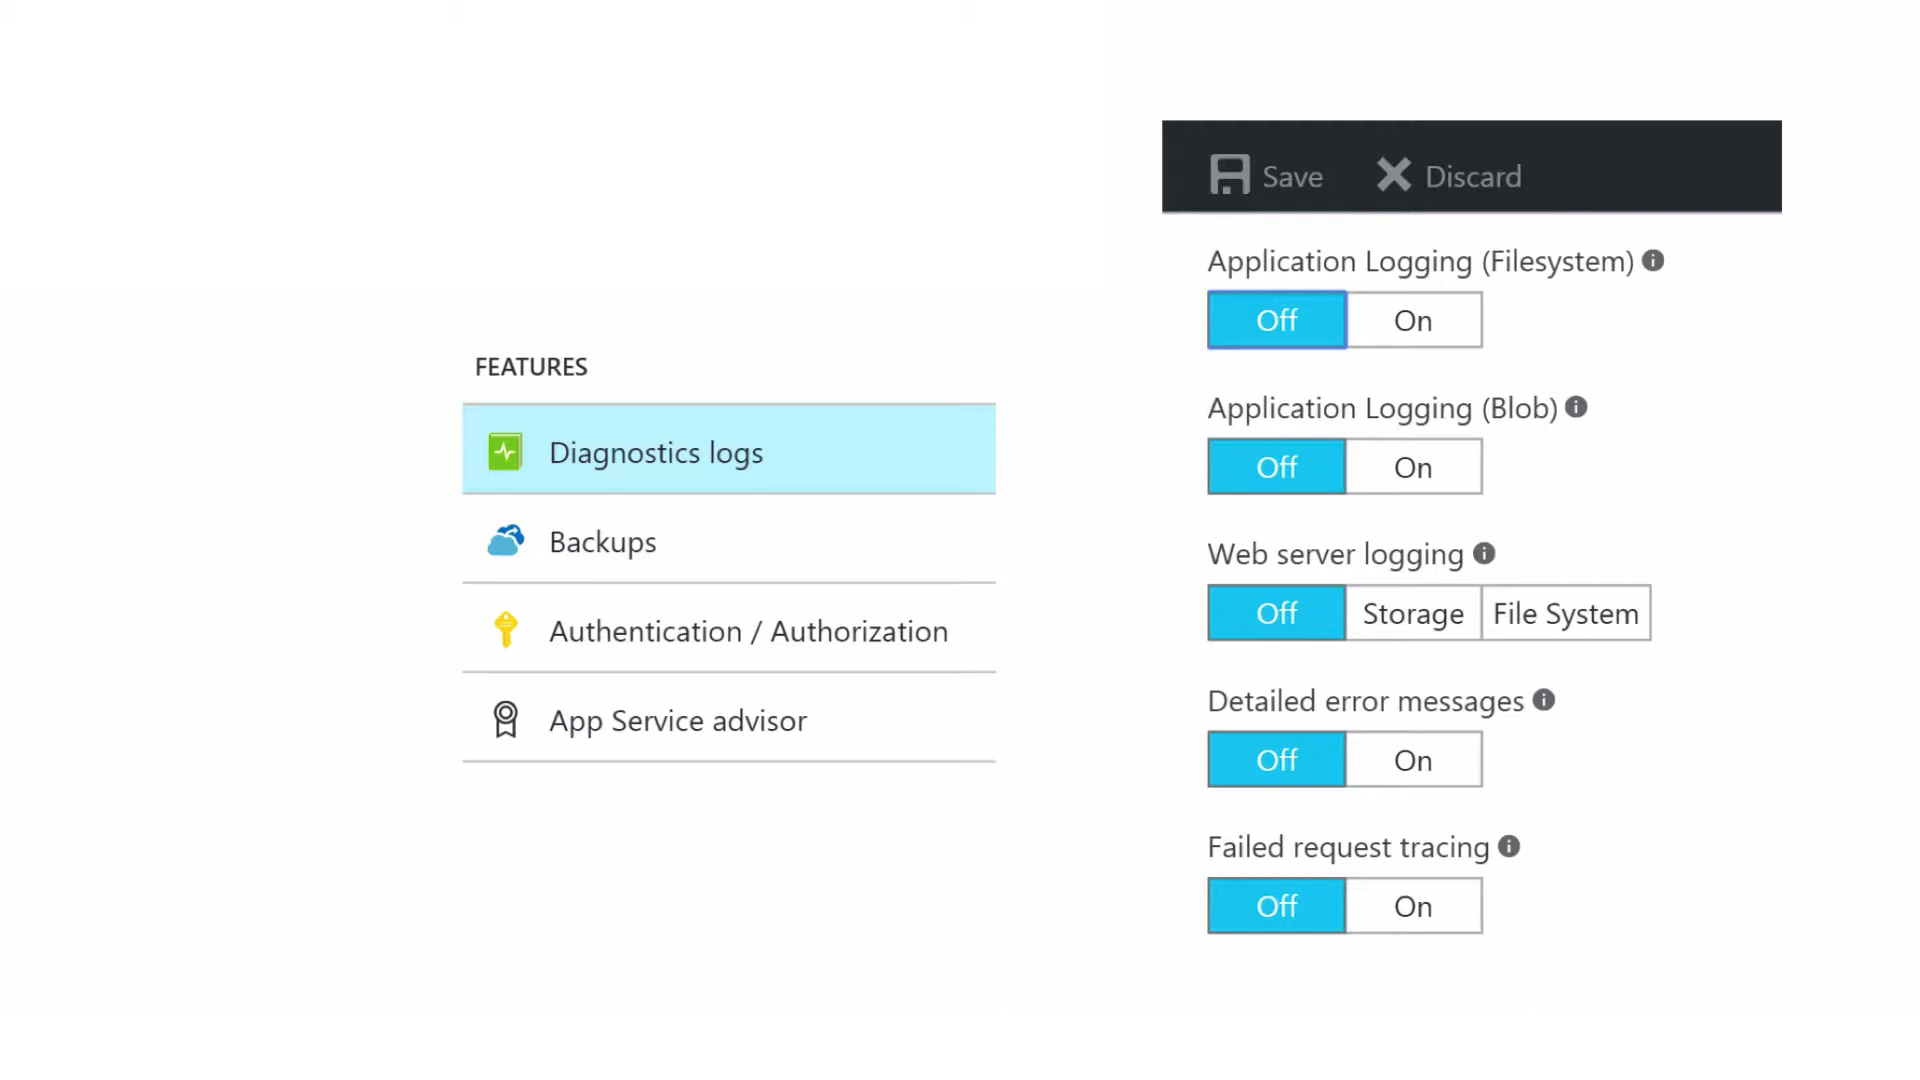 FEATURES
Diagnostics logs
Backups
Authentication / Authorization
App Service advisor
Save Discard
Application Logging (Filesystem)
Off On
Application Logging (Blob)
Off On
Web server logging
Off Storage File System
Detailed error messages
Off On
Failed request tracing
Off On